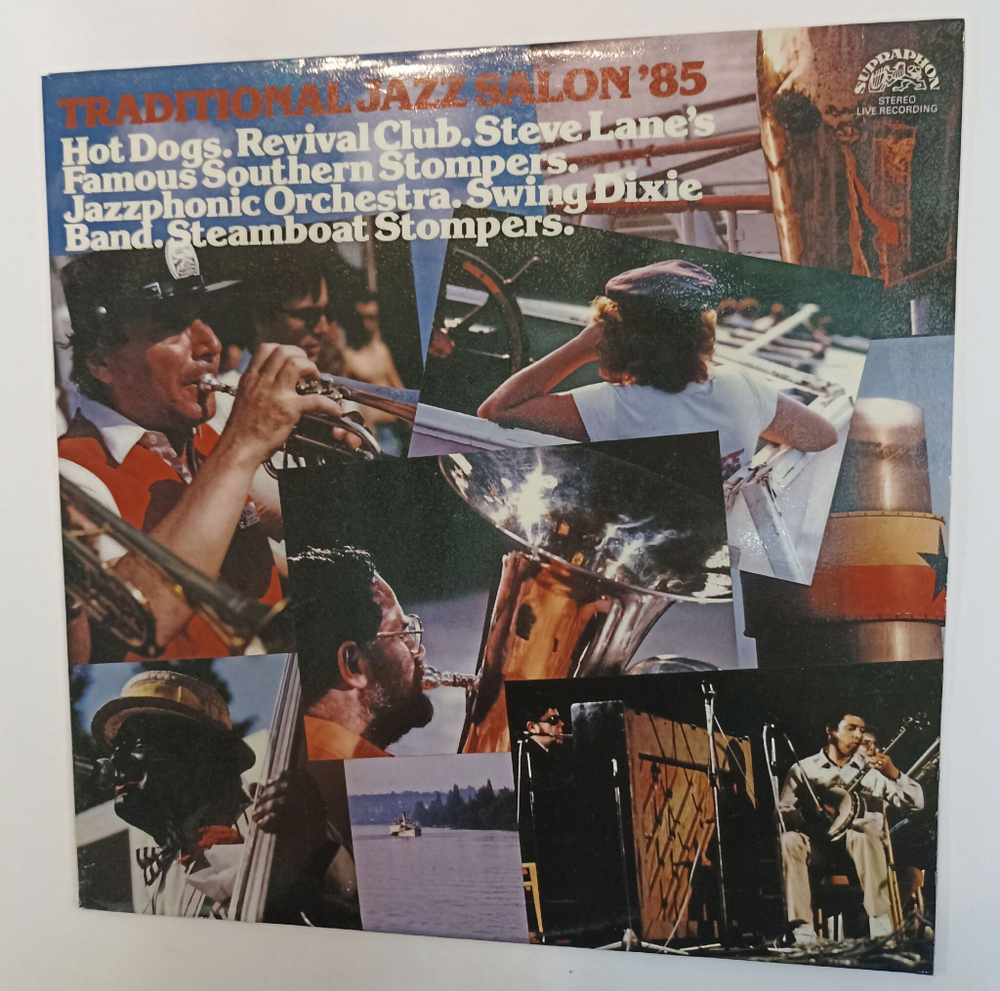 TRADITIONAL JAZZ SALON '85
Hot Dogs. Revival Club. Steve Lane's
Famous Southern Stompers.
Jazzphonic Orchestra. Swing Dixie
Band. Steamboat Stompers.
SUPRAPHON
STEREO
LIVE RECORDING